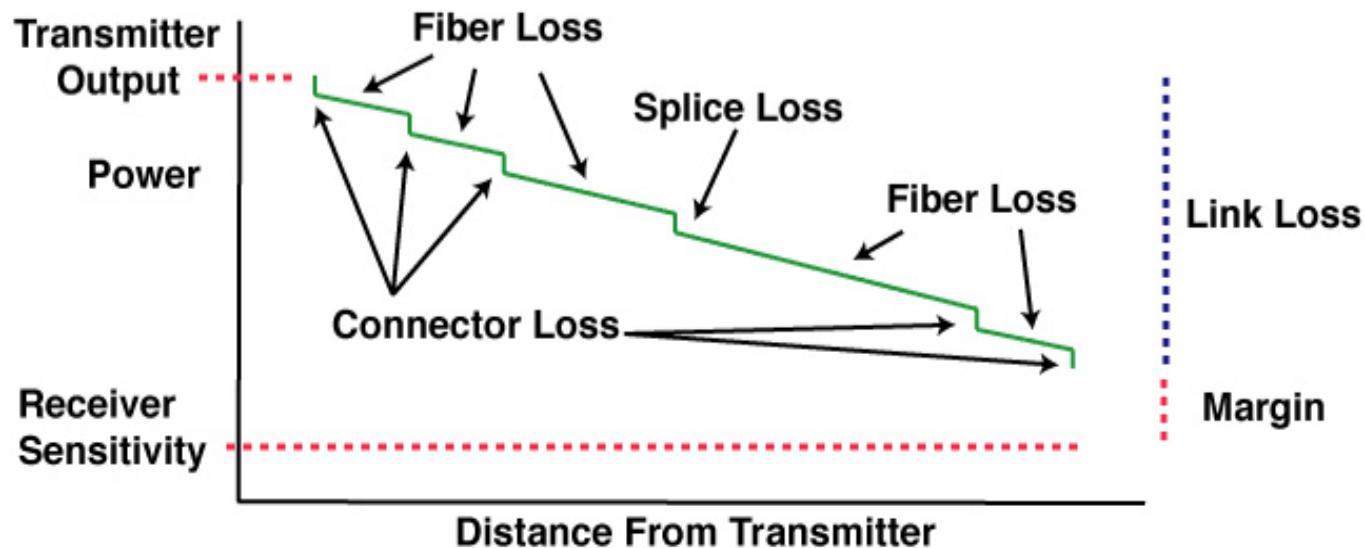 Transmitter
Output
Fiber Loss
Splice Loss
Power
Fiber Loss
Link Loss
Connector Loss
Receiver
Sensitivity
Margin
Distance From Transmitter